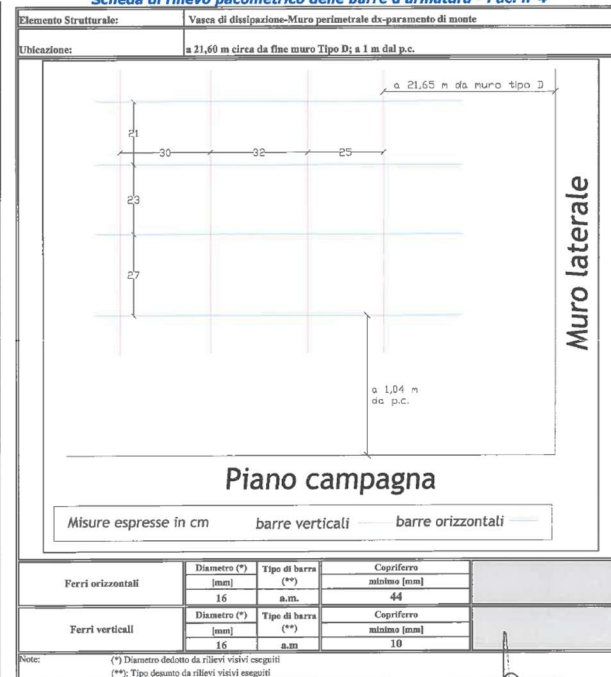 Scheda di rilievo pacometrico delle barre d'armatura - Pacr n°4
Elemento Strutturale: Vasca di dissipazione-Muro perimetrale dx-paramento di monte
Ubicazione: a 21,60 m circa da fine muro Tipo D; a 1 m dal p.c.
a 21,65 m da muro tipo D
21
30 32 25
23
27
Muro laterale
a 1,04 m
da p.c.
Piano campagna
Misure espresse in cm barre verticali barre orizzontali
Ferri orizzontali Diametro (*) Tipo di barra Copriferro
[mm] (**) minimo [mm]
16 a.m. 44
Ferri verticali Diametro (*) Tipo di barra Copriferro
[mm] (**) minimo [mm]
16 a.m 10
Note: (*) Diametro dedotto da rilievi visivi eseguiti
(**): Tipo desunto da rilievi visivi eseguiti